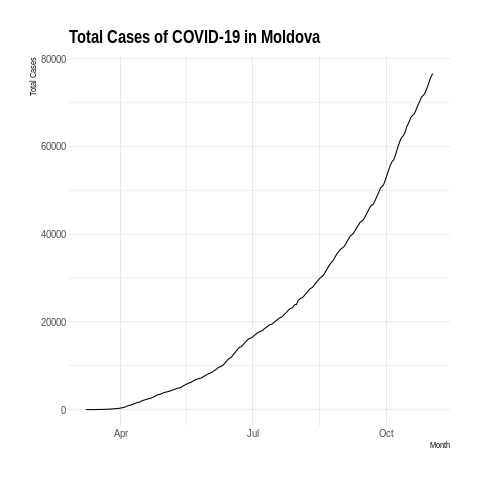 Total Cases of COVID-19 in Moldova
Total Cases
80000
60000
40000
20000
0
Apr
Jul
Oct
Month